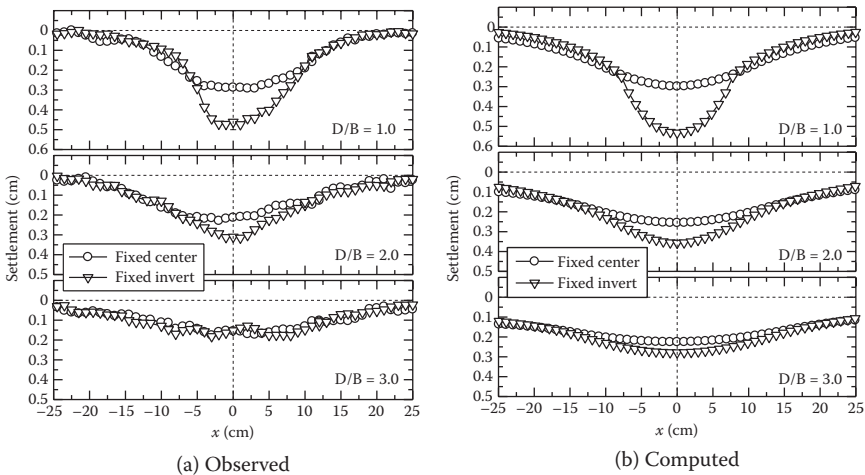 0
0.1
0.2
0.3
0.4
0.5
0.6
D/B = 1.0
0
0.1
0.2
0.3
0.4
0.5
D/B = 2.0
Fixed center
Fixed invert
0
0.1
0.2
0.3
0.4
0.5
D/B = 3.0
Settlement (cm)
−25 −20 −15 −10 −5 0 5 10 15 20 25
x (cm)
(a) Observed
0
0.1
0.2
0.3
0.4
0.5
0.6
D/B = 1.0
0
0.1
0.2
0.3
0.4
0.5
D/B = 2.0
Fixed center
Fixed invert
0
0.1
0.2
0.3
0.4
0.5
D/B = 3.0
Settlement (cm)
−25 −20 −15 −10 −5 0 5 10 15 20 25
x (cm)
(b) Computed